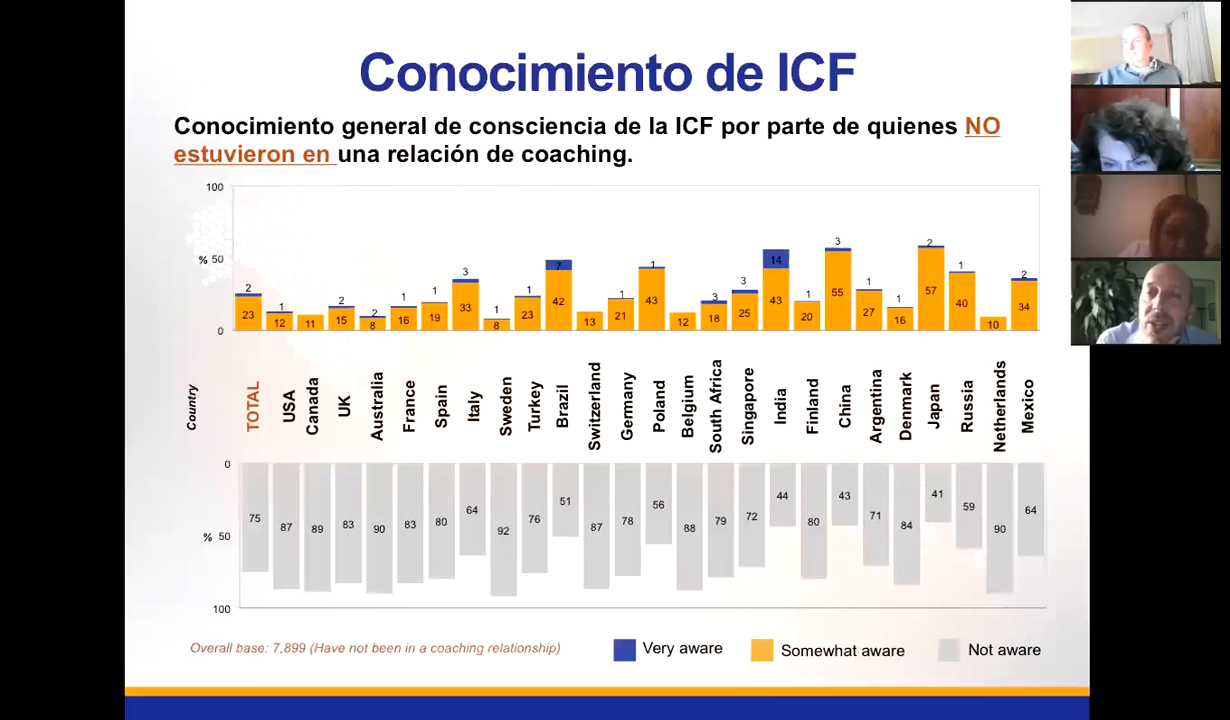 Conocimiento de ICF
Conocimiento general de consciencia de la ICF por parte de quienes NO
estuvieron en una relación de coaching.
100
% 50
0
2 1 2 2 1 1 3 1 1 7 1 1 3 3 14 1 3 1 1 2 1 2
23 12 11 15 8 16 19 33 8 23 42 13 21 43 12 18 25 43 20 55 27 16 57 40 10 34
Country
TOTAL
USA
Canada
UK
Australia
France
Spain
Italy
Sweden
Turkey
Brazil
Switzerland
Germany
Poland
Belgium
South Africa
Singapore
India
Finland
China
Argentina
Denmark
Japan
Russia
Netherlands
Mexico
0
% 50
100
75 87 89 83 90 83 80 64 92 76 51 87 78 56 88 79 72 44 80 43 71 84 41 59 90 64
Overall base: 7,899 (Have not been in a coaching relationship)
Very aware
Somewhat aware
Not aware